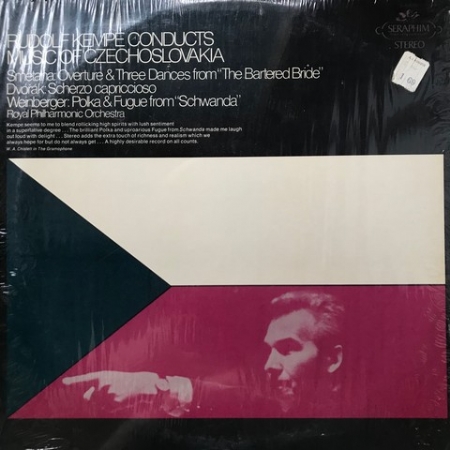 RUDOLF KEMPE CONDUCTS
MUSIC OF CZECHOSLOVAKIA
Smetana: Overture & Three Dances from "The Bartered Bride"
Dvorák: Scherzo capriccioso
Weinberger: Polka & Fugue from "Schwanda"
Royal Philharmonic Orchestra
Kempe seems to me to blend rollicking high spirits with lush sentiment
in a superlative degree . . . The brilliant Polka and uproarious Fugue from Schwanda made me laugh
out loud with delight . . . Stereo adds the extra touch of richness and realism which we
always hope for but do not always get . . . A highly desirable record on all counts.
W. A. Chislett in The Gramophone
SERAPHIM
STEREO